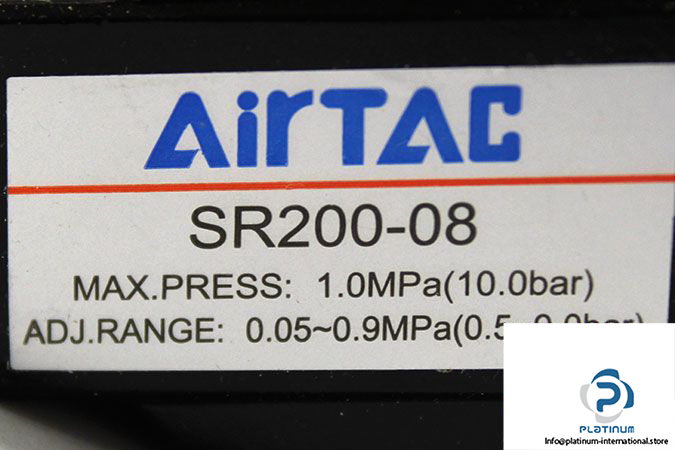 AirTAC
SR200-08
MAX.PRESS: 1.0MPa(10.0bar)
ADJ.RANGE: 0.05~0.9MPa(0.5
PLATINUM
Info@platinum-international.store